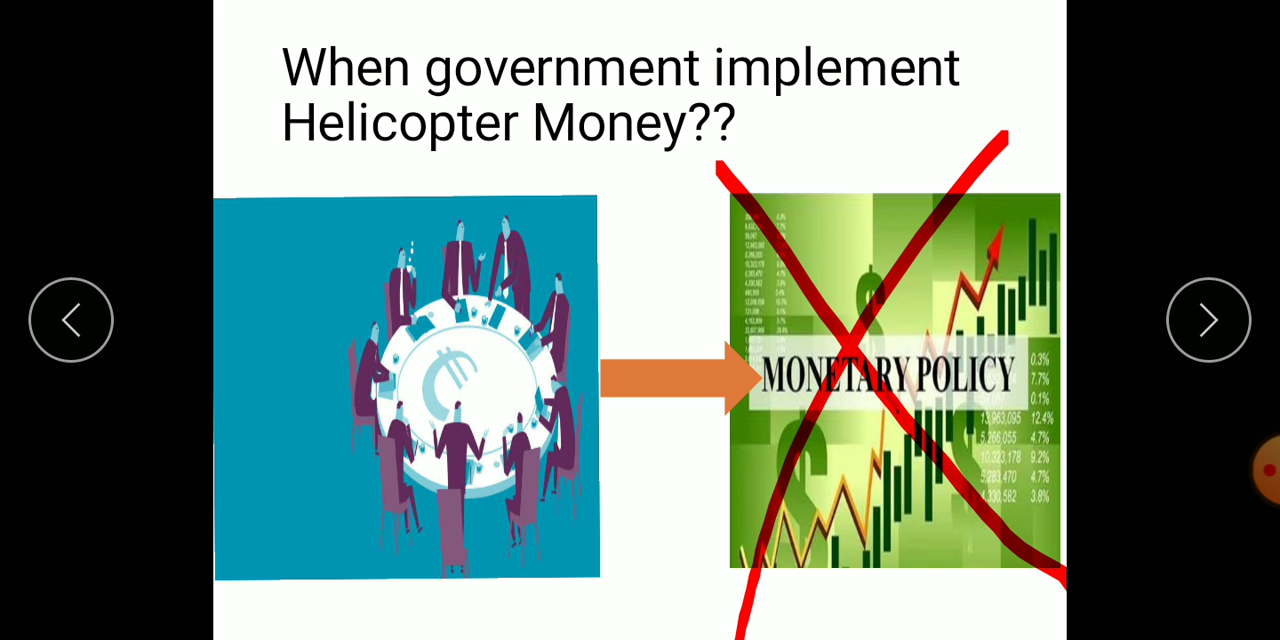 When government implement
Helicopter Money??
MONETARY POLICY
0.3%
7.7%
0.1%
13,963,095 12.4%
5,266,055 4.7%
10,323,178 9.2%
5,283,470 4.7%
4,330,582 3.8%